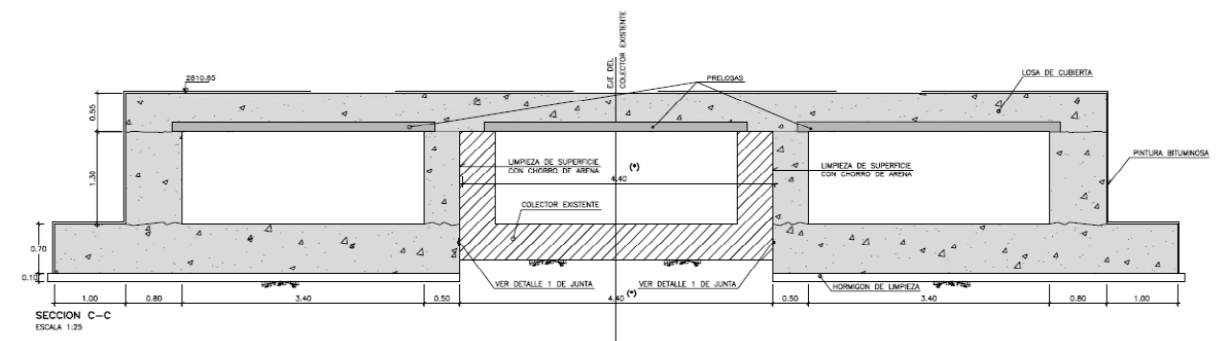 EJE DEL
COLECTOR EXISTENTE
2810.85
PRELOSAS
LOSA DE CUBIERTA
0.55
LIMPIEZA DE SUPERFICIE
CON CHORRO DE ARENA
(*)
4.40
LIMPIEZA DE SUPERFICIE
CON CHORRO DE ARENA
PINTURA BITUMINOSA
1.30
COLECTOR EXISTENTE
0.70
0.10
VER DETALLE 1 DE JUNTA
VER DETALLE 1 DE JUNTA
HORMIGON DE LIMPIEZA
1.00
0.80
3.40
0.50
4.40
(*)
0.50
3.40
0.80
1.00
SECCION C-C
ESCALA 1:25